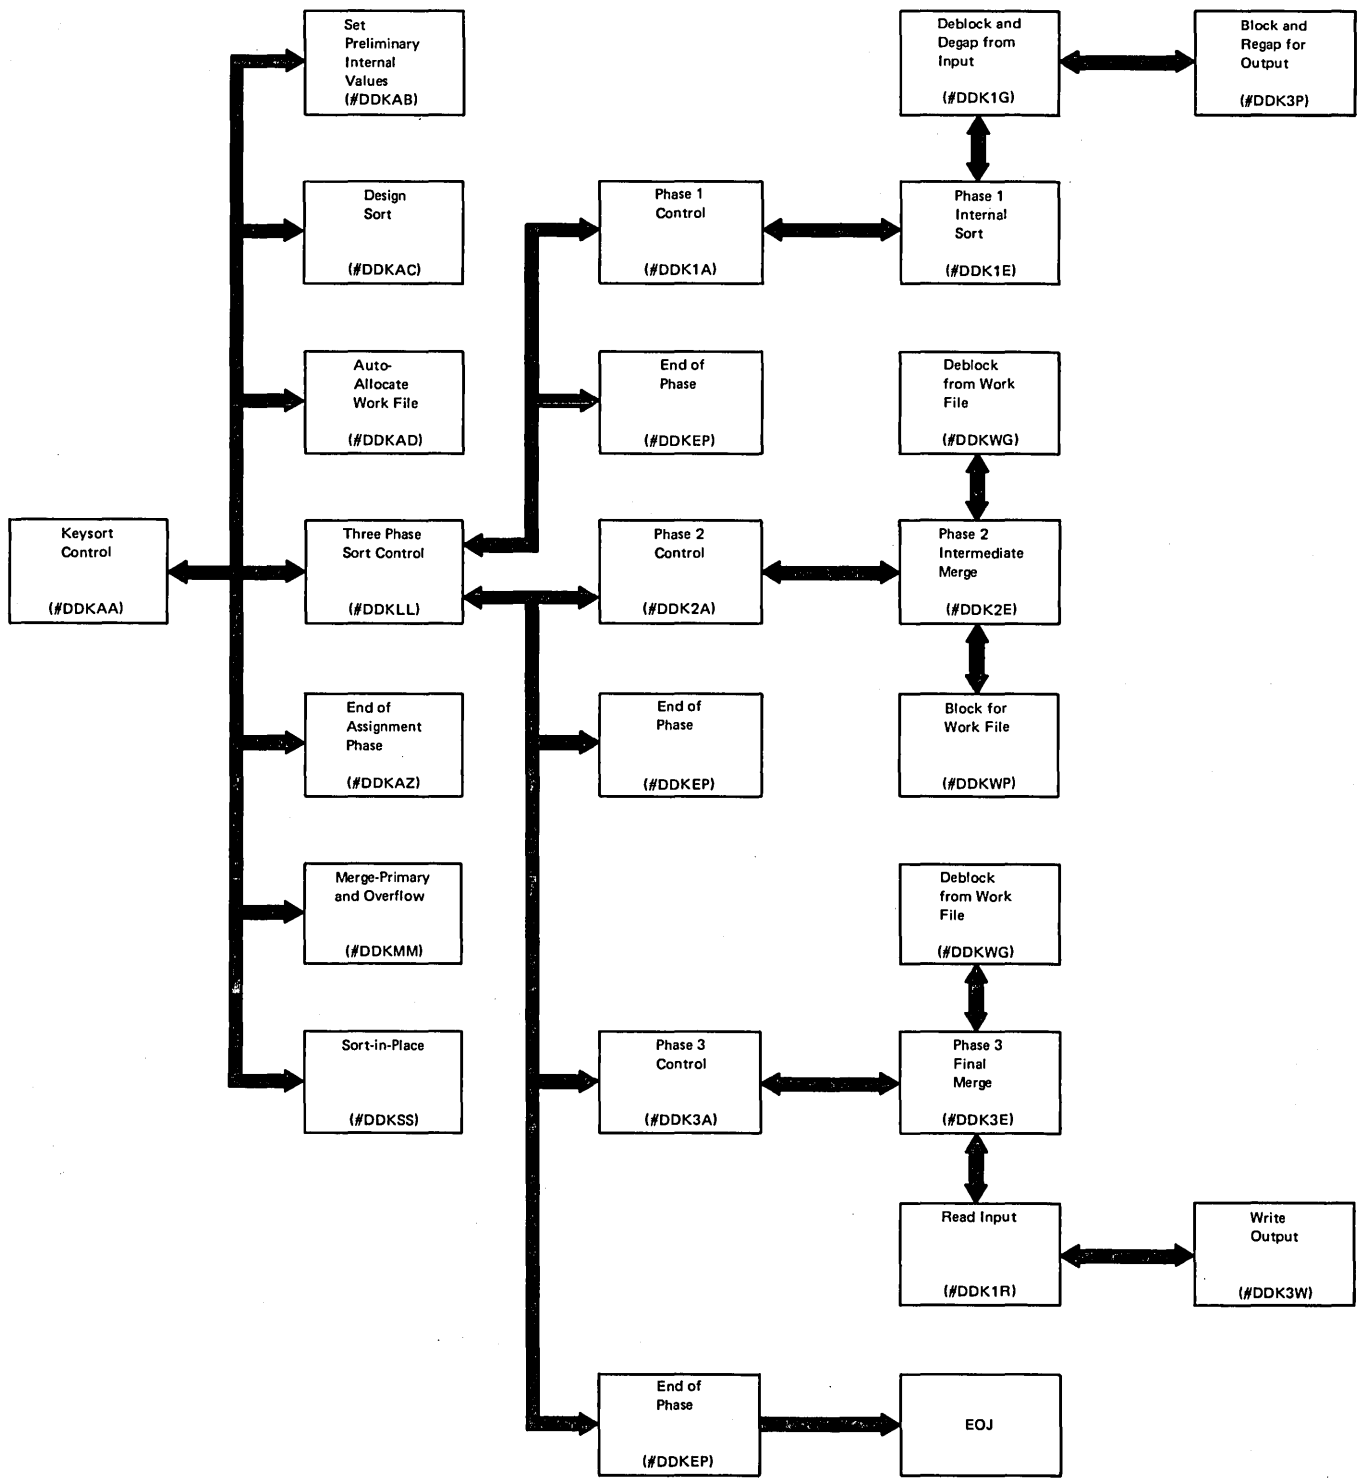 Set
Preliminary
Internal
Values
(#DDKAB)
Deblock and
Degap from
Input
(#DDK1G)
Block and
Regap for
Output
(#DDK3P)
Design
Sort
(#DDKAC)
Phase 1
Control
(#DDK1A)
Phase 1
Internal
Sort
(#DDK1E)
Auto-
Allocate
Work File
(#DDKAD)
End of
Phase
(#DDKEP)
Deblock
from Work
File
(#DDKWG)
Keysort
Control
(#DDKAA)
Three Phase
Sort Control
(#DDKLL)
Phase 2
Control
(#DDK2A)
Phase 2
Intermediate
Merge
(#DDK2E)
End of
Assignment
Phase
(#DDKAZ)
End of
Phase
(#DDKEP)
Block for
Work File
(#DDKWP)
Merge-Primary
and Overflow
(#DDKMM)
Deblock
from Work
File
(#DDKWG)
Sort-in-Place
(#DDKSS)
Phase 3
Control
(#DDK3A)
Phase 3
Final
Merge
(#DDK3E)
Read Input
(#DDK1R)
Write
Output
(#DDK3W)
End of
Phase
(#DDKEP)
EOJ